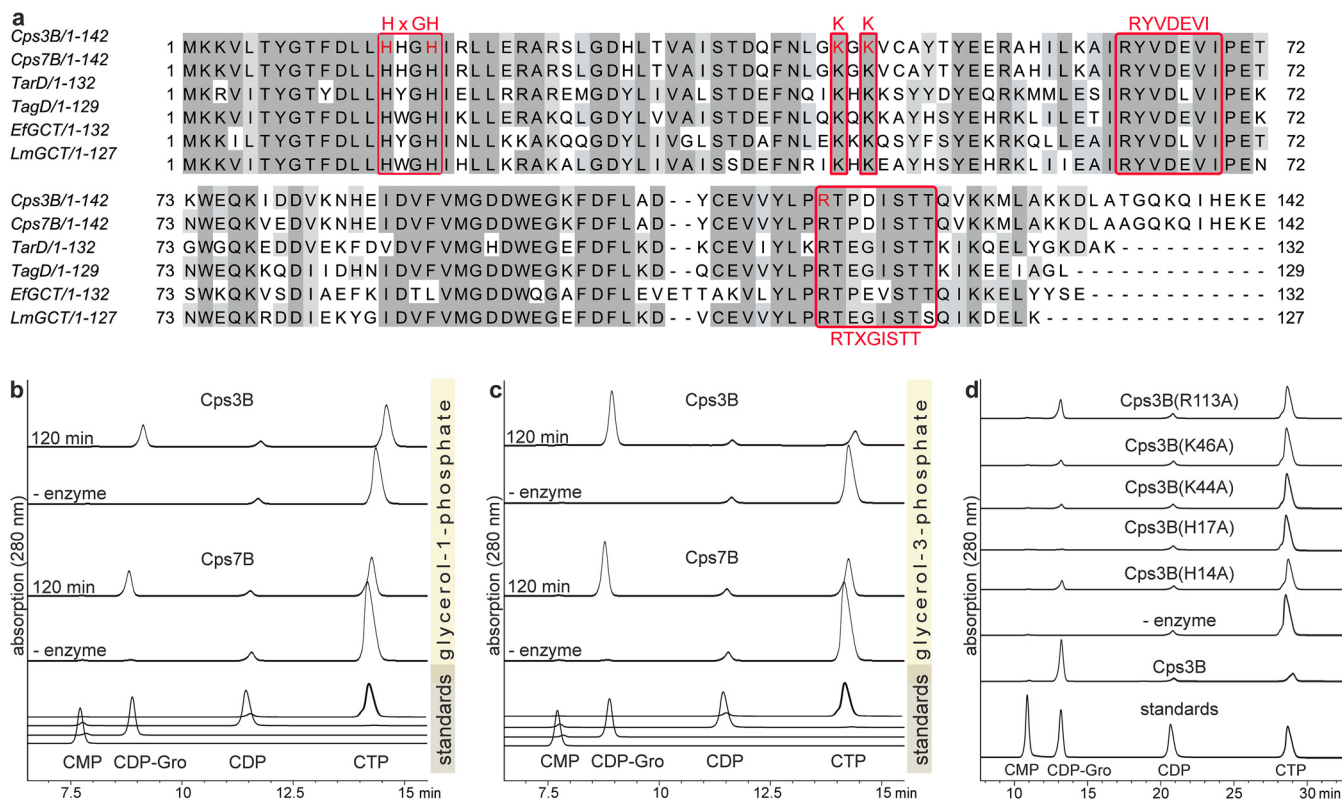 a
H x GH K K RYVDEVI
Cps3B/1-142 1 MKKVLTYGTFDLLHHGHIRLLERARSLGDHLTVAISTDQFNLGKGKVCAYTYEERAHILKAIRYVDEVIPET 72
Cps7B/1-142 1 MKKVLTYGTFDLLHHGHIRLLERARSLGDHLTVAISTDQFNLGKGKVCAYTYEERAHILKAIRYVDEVIPET 72
TarD/1-132 1 MKRVITYGTYDLLHYGHIELLRRAREMGDYLIVALSTDEFNQIKHKKSYYDYEQRKMMLESIRYVDLVIPEK 72
TagD/1-129 1 MKKVITYGTFDLLHWGHIKLLERAKQLGDYLVVAISTDEFNLQKQKKAYHSYEHRKLILETIRYVDEVIPEK 72
EfGCT/1-132 1 MKKILTYGTFDLLHWGHINLLKKAKQQGDYLIVGLSTDAFNLEKKKQSYFSYEKRKQLLEAIRYVDEVIPET 72
LmGCT/1-127 1 MKKVITYGTFDLLHWGHIHLLKRAKALGDYLIVAISSDEFNRIKHKEAYHSYEHRKLIIEAIRYVDEVIPEN 72
Cps3B/1-142 73 KWEQKIDDVKNHEIDVFVMGDDWEGKFDFLAD--YCEVVYLPRTPDISTTQVKKMLAKKDLATGQKQIHEKE 142
Cps7B/1-142 73 KWEQKVEDVKNFEIDVFVMGDDWEGKFDFLAD--YCEVVYLPRTPDISTTQVKKMLAKKDLAAGQKQIHEKE 142
TarD/1-132 73 GWGQKEDDVEKFDVDVFVMGHDWEGEFDFLKD--KCEVIYLKRTEGISTTKIKQELYGKDAK---------- 132
TagD/1-129 73 NWEQKKQDIIDHNIDVFVMGDDWEGKFDFLKD--QCEVVYLPRTEGISTTKIKEEIAGL------------- 129
EfGCT/1-132 73 SWKQKVSDIAEFKIDTLVMGDDWQGAFDFLEVETTAKVLYLPRTPEVSTTQIKKELYYSE------------ 132
LmGCT/1-127 73 NWEQKRDDIEKYGIDVFVMGDDWEGEFDFLKD--VCEVVYLPRTEGISTSQIKDELK--------------- 127
RTXGISTT
b
Cps3B
120 min
- enzyme
Cps7B
120 min
- enzyme
CMP CDP-Gro CDP CTP
7.5 10 12.5 15 min
absorption (280 nm)
glycerol-1-phosphate
standards
c
Cps3B
120 min
- enzyme
Cps7B
120 min
- enzyme
CMP CDP-Gro CDP CTP
7.5 10 12.5 15 min
absorption (280 nm)
glycerol-3-phosphate
standards
d
Cps3B(R113A)
Cps3B(K46A)
Cps3B(K44A)
Cps3B(H17A)
Cps3B(H14A)
- enzyme
Cps3B
standards
CMP CDP-Gro CDP CTP
10 15 20 25 30 min
absorption (280 nm)